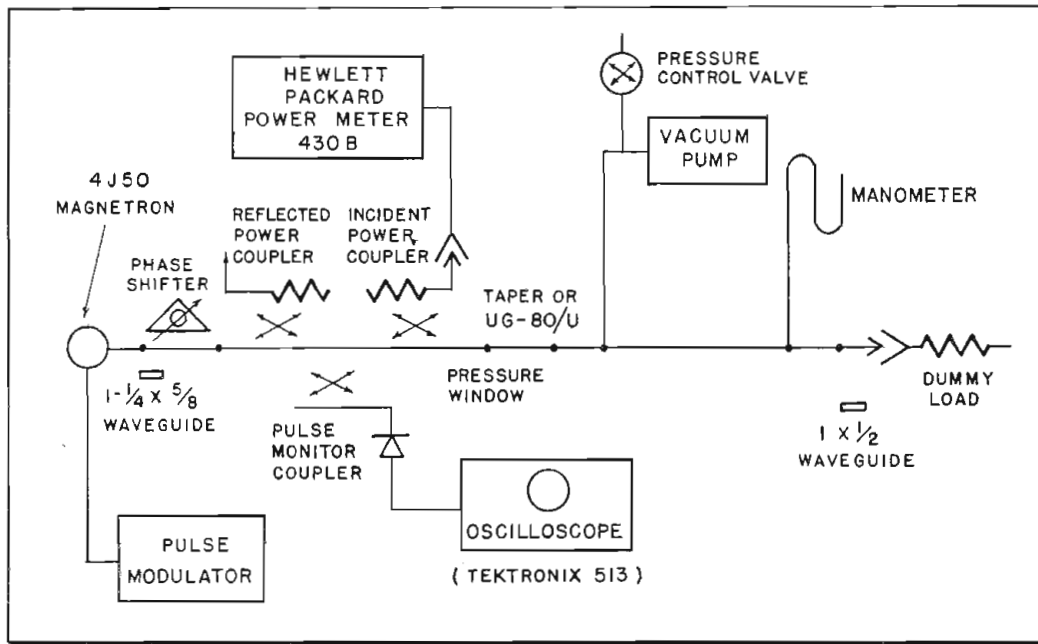 HEWLETT
PACKARD
POWER METER
430B
PRESSURE
CONTROL VALVE
VACUUM
PUMP
MANOMETER
4J50
MAGNETRON
PHASE
SHIFTER
REFLECTED
POWER
COUPLER
INCIDENT
POWER
COUPLER
TAPER OR
UG-80/U
1-1/4 X 5/8
WAVEGUIDE
PULSE
MONITOR
COUPLER
PRESSURE
WINDOW
DUMMY
LOAD
1 X 1/2
WAVEGUIDE
OSCILLOSCOPE
(TEKTRONIX 513)
PULSE
MODULATOR